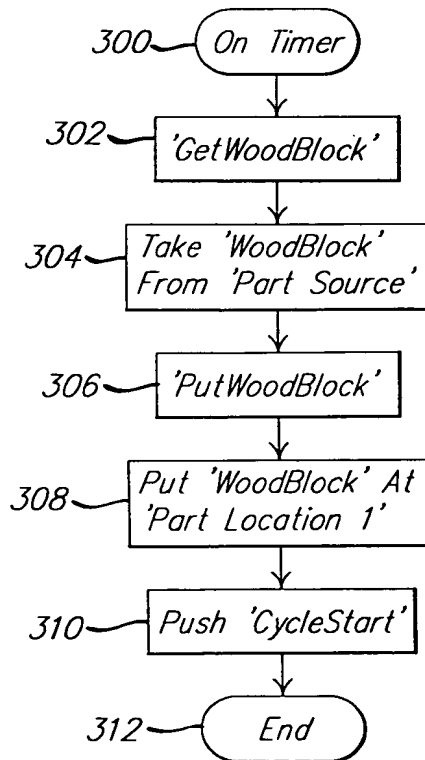 300 On Timer
302 'GetWoodBlock'
304 Take 'WoodBlock'
From 'Part Source'
306 'PutWoodBlock'
308 Put 'WoodBlock' At
'Part Location 1'
310 Push 'CycleStart'
312 End